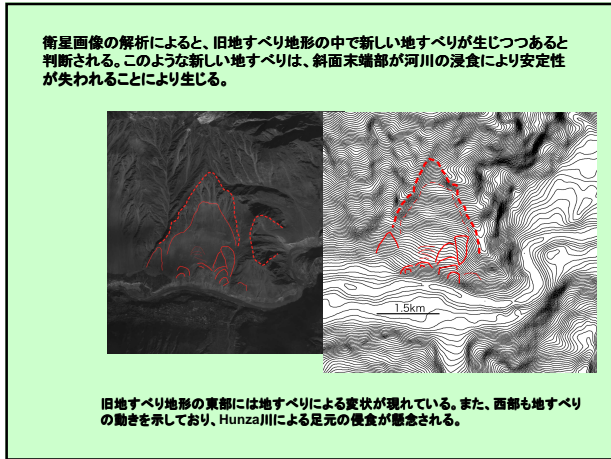 衛星画像の解析によると、旧地すべり地形の中で新しい地すべりが生じつつあると
判断される。このような新しい地すべりは、斜面末端部が河川の浸食により安定性
が失われることにより生じる。
1.5km
旧地すべり地形の東部には地すべりによる変状が現れている。また、西部も地すべり
の動きを示しており、Hunza川による足元の侵食が懸念される。